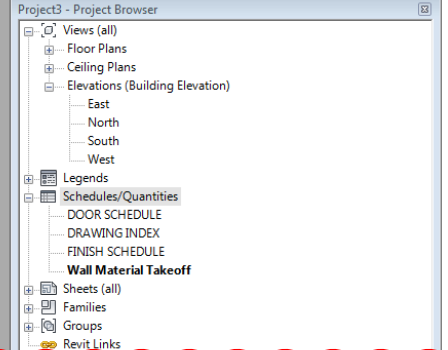 Project3 - Project Browser
Views (all)
Floor Plans
Ceiling Plans
Elevations (Building Elevation)
East
North
South
West
Legends
Schedules/Quantities
DOOR SCHEDULE
DRAWING INDEX
FINISH SCHEDULE
Wall Material Takeoff
Sheets (all)
Families
Groups
Revit Links